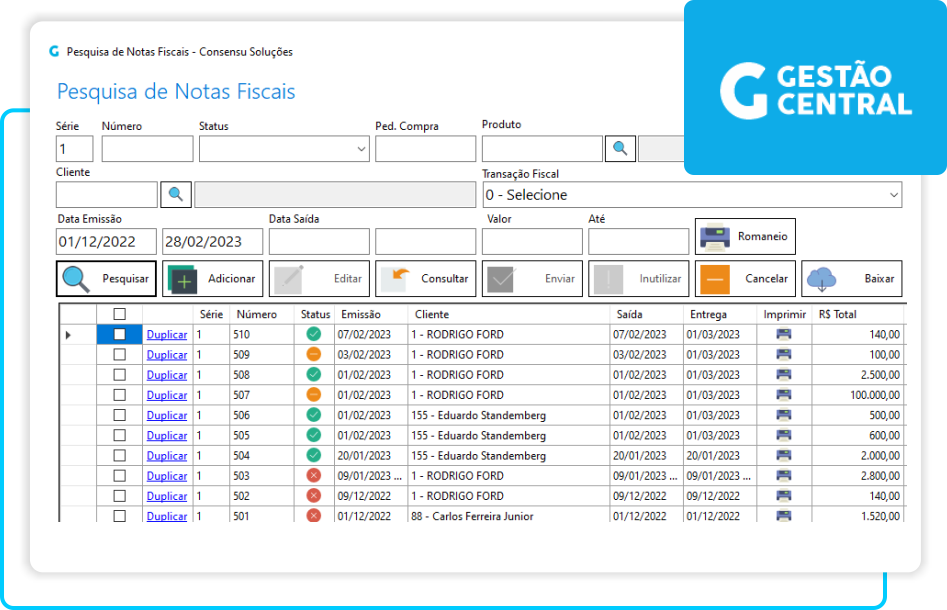 Pesquisa de Notas Fiscais - Consensu Soluções
GESTÃO
CENTRAL
Pesquisa de Notas Fiscais
Série Número Status Ped. Compra Produto
1
Cliente Transação Fiscal
0 - Selecione
Data Emissão Data Saída Valor Até
01/12/2022 28/02/2023 Romaneio
Pesquisar Adicionar Editar Consultar Enviar Inutilizar Cancelar Baixar
Série Número Status Emissão Cliente Saída Entrega Imprimir R$ Total
Duplicar 1 510 07/02/2023 1 - RODRIGO FORD 07/02/2023 01/03/2023 140,00
Duplicar 1 509 03/02/2023 1 - RODRIGO FORD 03/02/2023 01/03/2023 100,00
Duplicar 1 508 01/02/2023 1 - RODRIGO FORD 01/02/2023 01/03/2023 2.500,00
Duplicar 1 507 01/02/2023 1 - RODRIGO FORD 01/02/2023 01/03/2023 100.000,00
Duplicar 1 506 01/02/2023 155 - Eduardo Standemberg 01/02/2023 01/03/2023 500,00
Duplicar 1 505 01/02/2023 155 - Eduardo Standemberg 01/02/2023 01/03/2023 600,00
Duplicar 1 504 20/01/2023 155 - Eduardo Standemberg 20/01/2023 20/01/2023 2.000,00
Duplicar 1 503 09/01/2023 ... 1 - RODRIGO FORD 09/01/2023 ... 09/01/2023 ... 2.800,00
Duplicar 1 502 09/12/2022 1 - RODRIGO FORD 09/12/2022 09/12/2022 140,00
Duplicar 1 501 01/12/2022 88 - Carlos Ferreira Junior 01/12/2022 01/12/2022 1.520,00